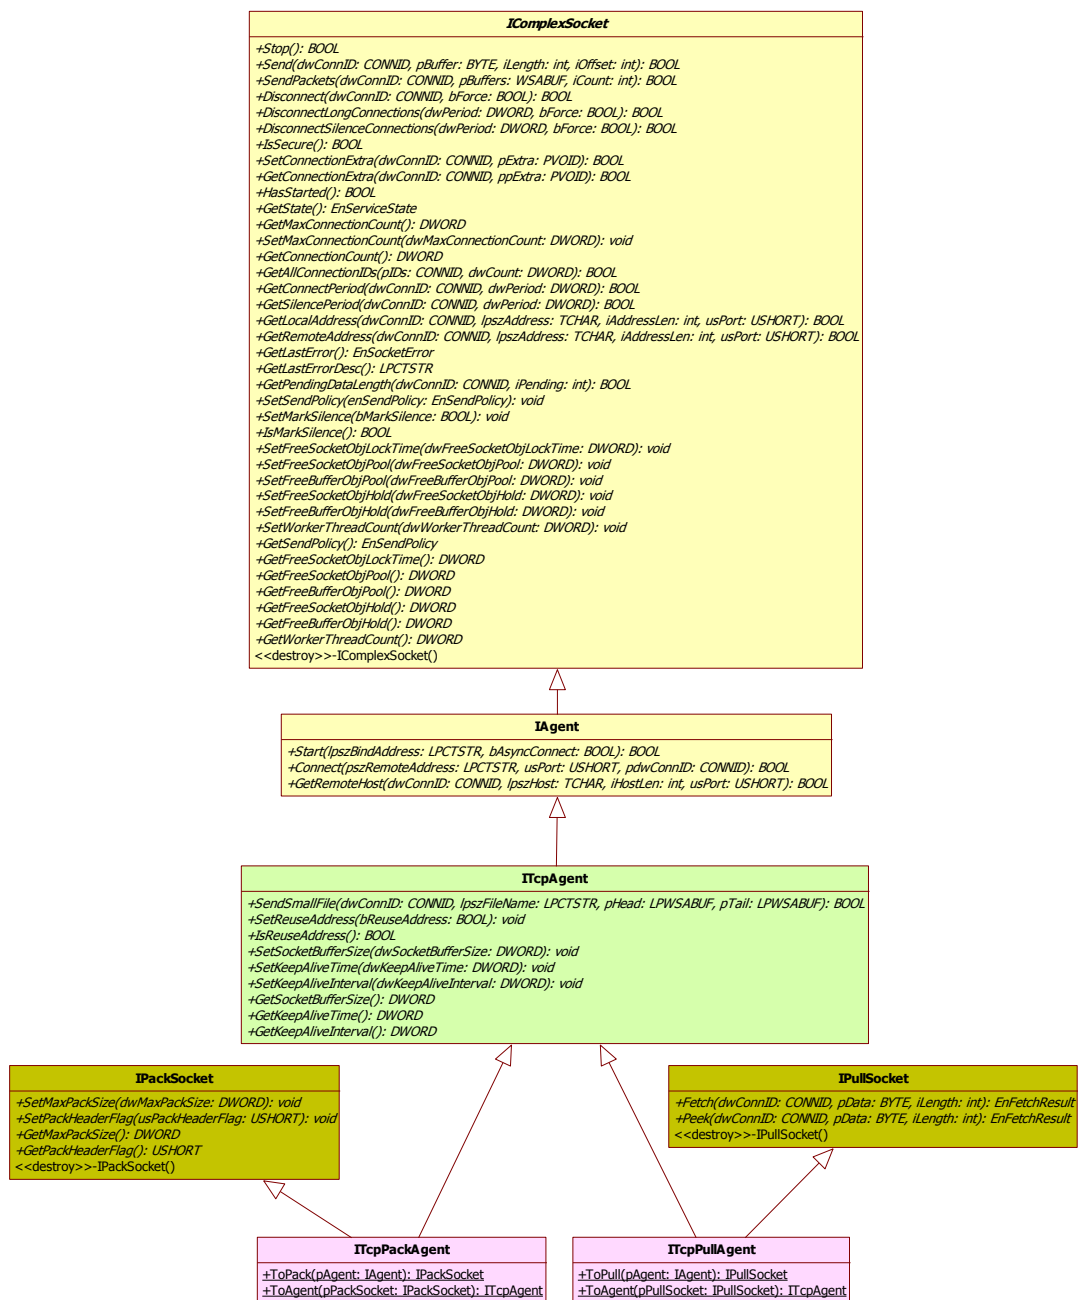 IComplexSocket
+Stop(): BOOL
+Send(dwConnID: CONNID, pBuffer: BYTE, iLength: int, iOffset: int): BOOL
+SendPackets(dwConnID: CONNID, pBuffers: WSABUF, iCount: int): BOOL
+Disconnect(dwConnID: CONNID, bForce: BOOL): BOOL
+DisconnectLongConnections(dwPeriod: DWORD, bForce: BOOL): BOOL
+DisconnectSilenceConnections(dwPeriod: DWORD, bForce: BOOL): BOOL
+IsSecure(): BOOL
+SetConnectionExtra(dwConnID: CONNID, pExtra: PVOID): BOOL
+GetConnectionExtra(dwConnID: CONNID, ppExtra: PVOID): BOOL
+HasStarted(): BOOL
+GetState(): EnServiceState
+GetMaxConnectionCount(): DWORD
+SetMaxConnectionCount(dwMaxConnectionCount: DWORD): void
+GetConnectionCount(): DWORD
+GetAllConnectionIDs(pIDs: CONNID, dwCount: DWORD): BOOL
+GetConnectPeriod(dwConnID: CONNID, dwPeriod: DWORD): BOOL
+GetSilencePeriod(dwConnID: CONNID, dwPeriod: DWORD): BOOL
+GetLocalAddress(dwConnID: CONNID, lpszAddress: TCHAR, iAddressLen: int, usPort: USHORT): BOOL
+GetRemoteAddress(dwConnID: CONNID, lpszAddress: TCHAR, iAddressLen: int, usPort: USHORT): BOOL
+GetLastError(): EnSocketError
+GetLastErrorDesc(): LPCTSTR
+GetPendingDataLength(dwConnID: CONNID, iPending: int): BOOL
+SetSendPolicy(enSendPolicy: EnSendPolicy): void
+SetMarkSilence(bMarkSilence: BOOL): void
+IsMarkSilence(): BOOL
+SetFreeSocketObjLockTime(dwFreeSocketObjLockTime: DWORD): void
+SetFreeSocketObjPool(dwFreeSocketObjPool: DWORD): void
+SetFreeBufferObjPool(dwFreeBufferObjPool: DWORD): void
+SetFreeSocketObjHold(dwFreeSocketObjHold: DWORD): void
+SetFreeBufferObjHold(dwFreeBufferObjHold: DWORD): void
+SetWorkerThreadCount(dwWorkerThreadCount: DWORD): void
+GetSendPolicy(): EnSendPolicy
+GetFreeSocketObjLockTime(): DWORD
+GetFreeSocketObjPool(): DWORD
+GetFreeBufferObjPool(): DWORD
+GetFreeSocketObjHold(): DWORD
+GetFreeBufferObjHold(): DWORD
+GetWorkerThreadCount(): DWORD
<<destroy>>-IComplexSocket()
IAgent
+Start(lpszBindAddress: LPCTSTR, bAsyncConnect: BOOL): BOOL
+Connect(pszRemoteAddress: LPCTSTR, usPort: USHORT, pdwConnID: CONNID): BOOL
+GetRemoteHost(dwConnID: CONNID, lpszHost: TCHAR, iHostLen: int, usPort: USHORT): BOOL
ITcpAgent
+SendSmallFile(dwConnID: CONNID, lpszFileName: LPCTSTR, pHead: LPWSABUF, pTail: LPWSABUF): BOOL
+SetReuseAddress(bReuseAddress: BOOL): void
+IsReuseAddress(): BOOL
+SetSocketBufferSize(dwSocketBufferSize: DWORD): void
+SetKeepAliveTime(dwKeepAliveTime: DWORD): void
+SetKeepAliveInterval(dwKeepAliveInterval: DWORD): void
+GetSocketBufferSize(): DWORD
+GetKeepAliveTime(): DWORD
+GetKeepAliveInterval(): DWORD
IPackSocket
+SetMaxPackSize(dwMaxPackSize: DWORD): void
+SetPackHeaderFlag(usPackHeaderFlag: USHORT): void
+GetMaxPackSize(): DWORD
+GetPackHeaderFlag(): USHORT
<<destroy>>-IPackSocket()
IPullSocket
+Fetch(dwConnID: CONNID, pData: BYTE, iLength: int): EnFetchResult
+Peek(dwConnID: CONNID, pData: BYTE, iLength: int): EnFetchResult
<<destroy>>-IPullSocket()
ITcpPackAgent
+ToPack(pAgent: IAgent): IPackSocket
+ToAgent(pPackSocket: IPackSocket): ITcpAgent
ITcpPullAgent
+ToPull(pAgent: IAgent): IPullSocket
+ToAgent(pPullSocket: IPullSocket): ITcpAgent